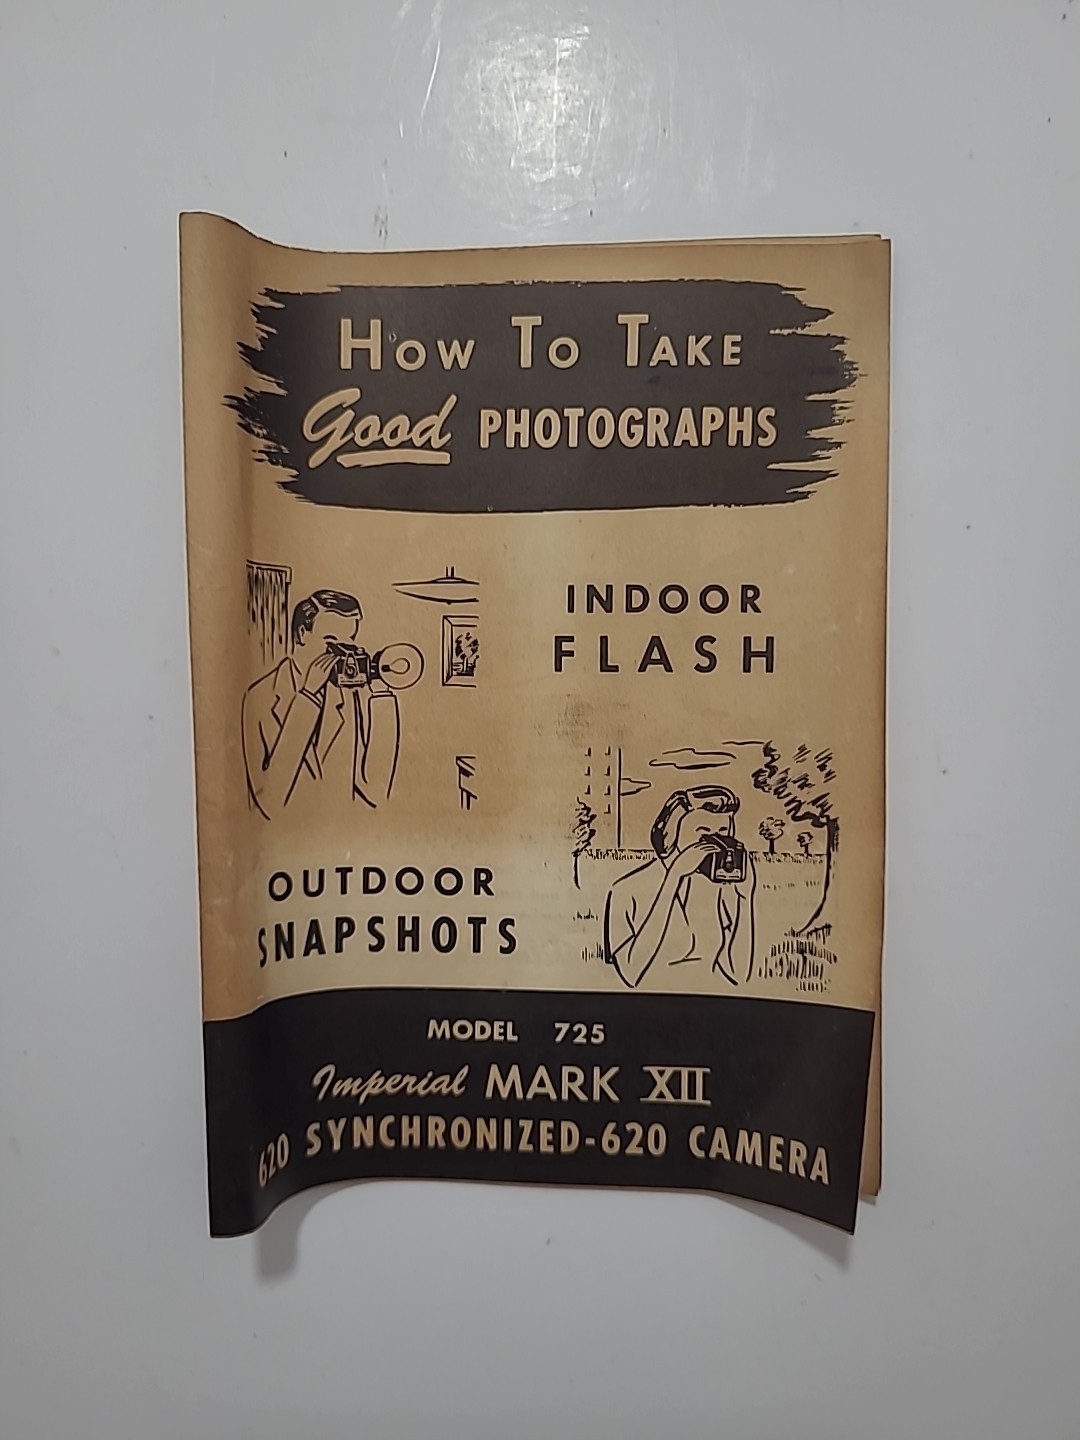 How To Take
Good PHOTOGRAPHS
INDOOR
FLASH
OUTDOOR
SNAPSHOTS
MODEL 725
Imperial MARK XII
620 SYNCHRONIZED-620 CAMERA